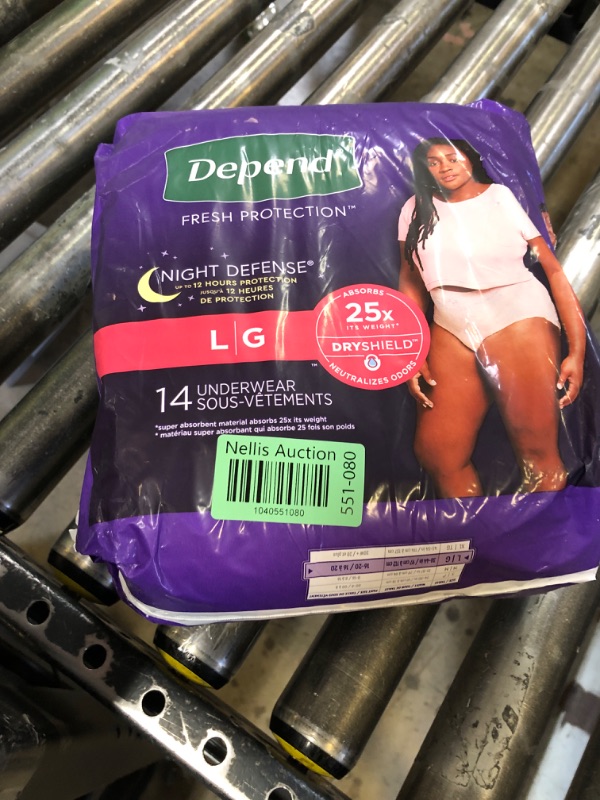 Depend
FRESH PROTECTION™
NIGHT DEFENSE®
UP TO 12 HOURS PROTECTION
JUSQU'À 12 HEURES
DE PROTECTION
L|G
ABSORBS
25x
ITS WEIGHT*
DRYSHIELD™
NEUTRALIZES ODORS
14 UNDERWEAR
SOUS-VÊTEMENTS
*super absorbent material absorbs 25x its weight
* matériau super absorbant qui absorbe 25 fois son poids
Nellis Auction
1040551080
551-080
L/G